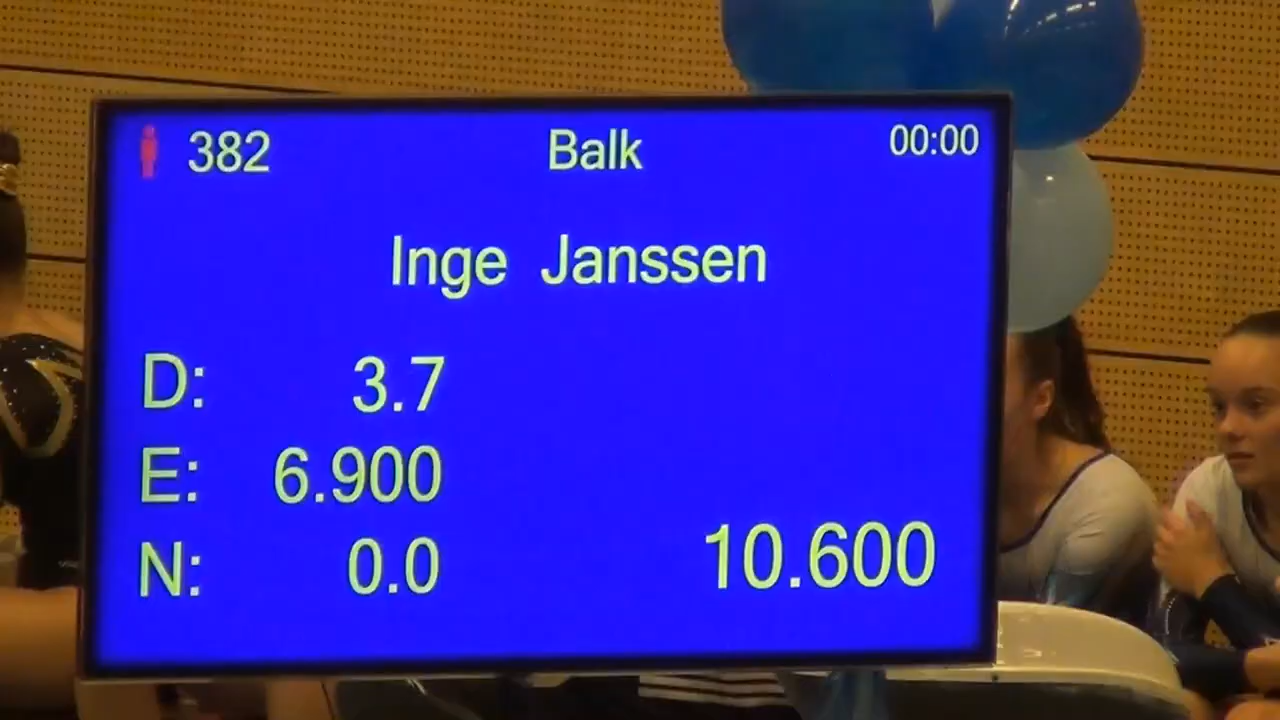 382 Balk 00:00
Inge Janssen
D: 3.7
E: 6.900
N: 0.0 10.600